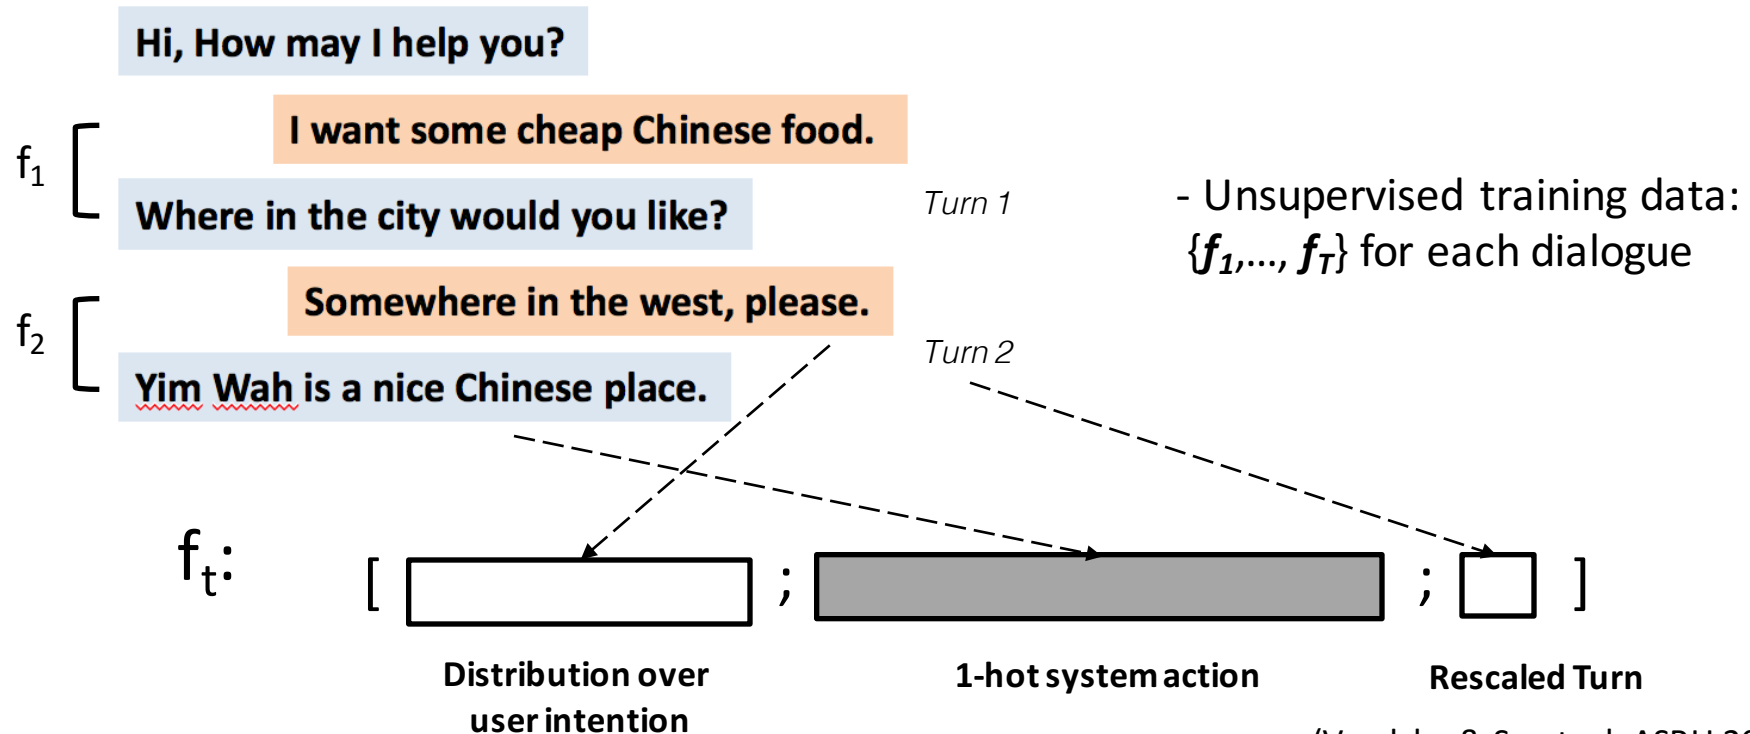 Hi, How may I help you?
I want some cheap Chinese food.
f1
Where in the city would you like?
Turn 1
- Unsupervised training data:
{f1,..., fT} for each dialogue
Somewhere in the west, please.
f2
Turn 2
Yim Wah is a nice Chinese place.
ft:
[ ; ; ]
Distribution over
user intention
1-hot system action
Rescaled Turn